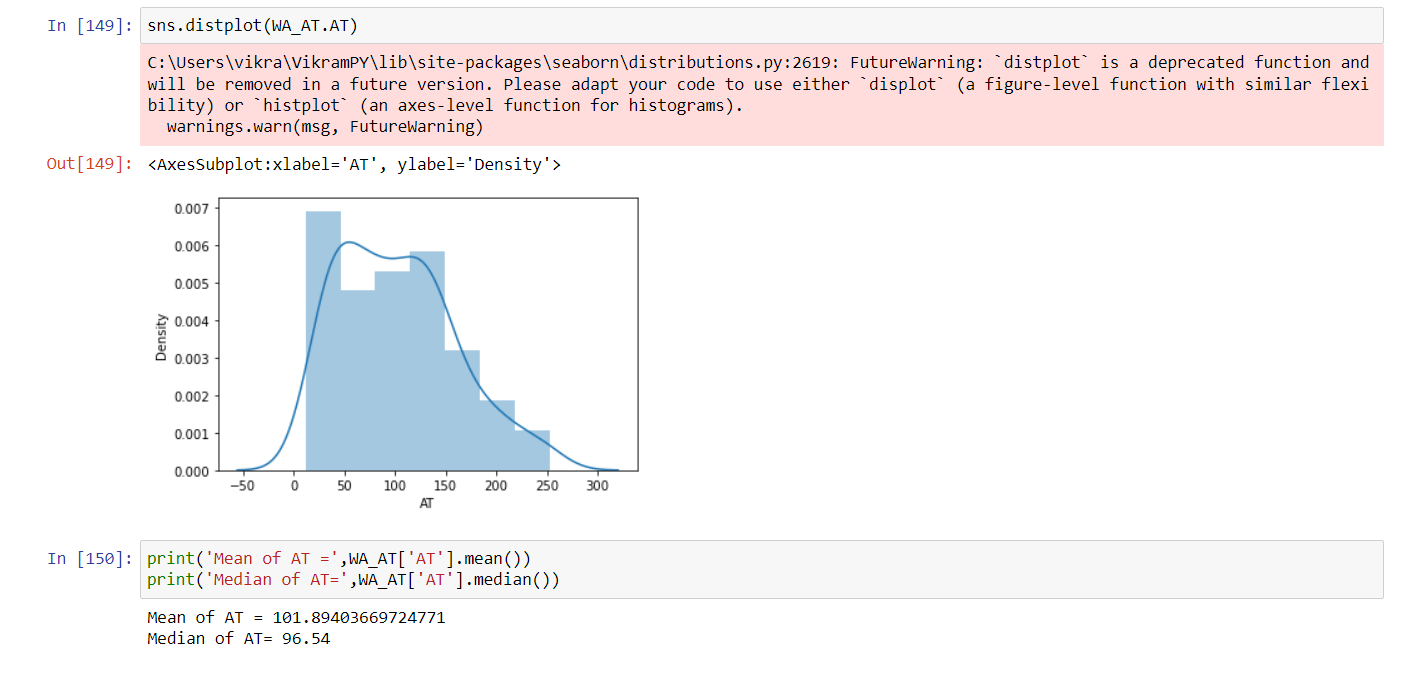 In [149]: sns.distplot(WA_AT.AT)
C:\Users\vikra\VikramPY\lib\site-packages\seaborn\distributions.py:2619: FutureWarning: `distplot` is a deprecated function and
will be removed in a future version. Please adapt your code to use either `displot` (a figure-level function with similar flexi
bility) or `histplot` (an axes-level function for histograms).
  warnings.warn(msg, FutureWarning)
Out[149]: <AxesSubplot:xlabel='AT', ylabel='Density'>
Density
0.007
0.006
0.005
0.004
0.003
0.002
0.001
0.000
−50 0 50 100 150 200 250 300
AT
In [150]: print('Mean of AT =',WA_AT['AT'].mean())
print('Median of AT=',WA_AT['AT'].median())
Mean of AT = 101.89403669724771
Median of AT= 96.54